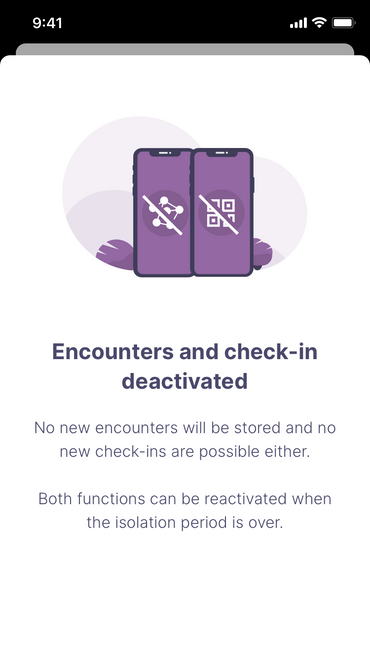 9:41
Encounters and check-in
deactivated
No new encounters will be stored and no
new check-ins are possible either.
Both functions can be reactivated when
the isolation period is over.